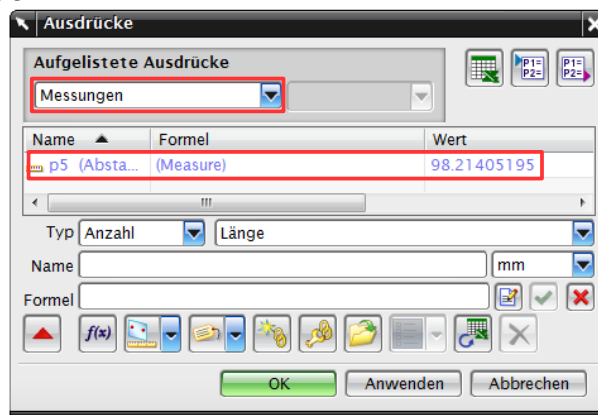 Ausdrücke
Aufgelistete Ausdrücke
Messungen
P1= P2= P1= P2=
Name Formel Wert
p5 (Absta... (Measure) 98.21405195
Typ Anzahl Länge
Name mm
Formel
f(x)
OK Anwenden Abbrechen